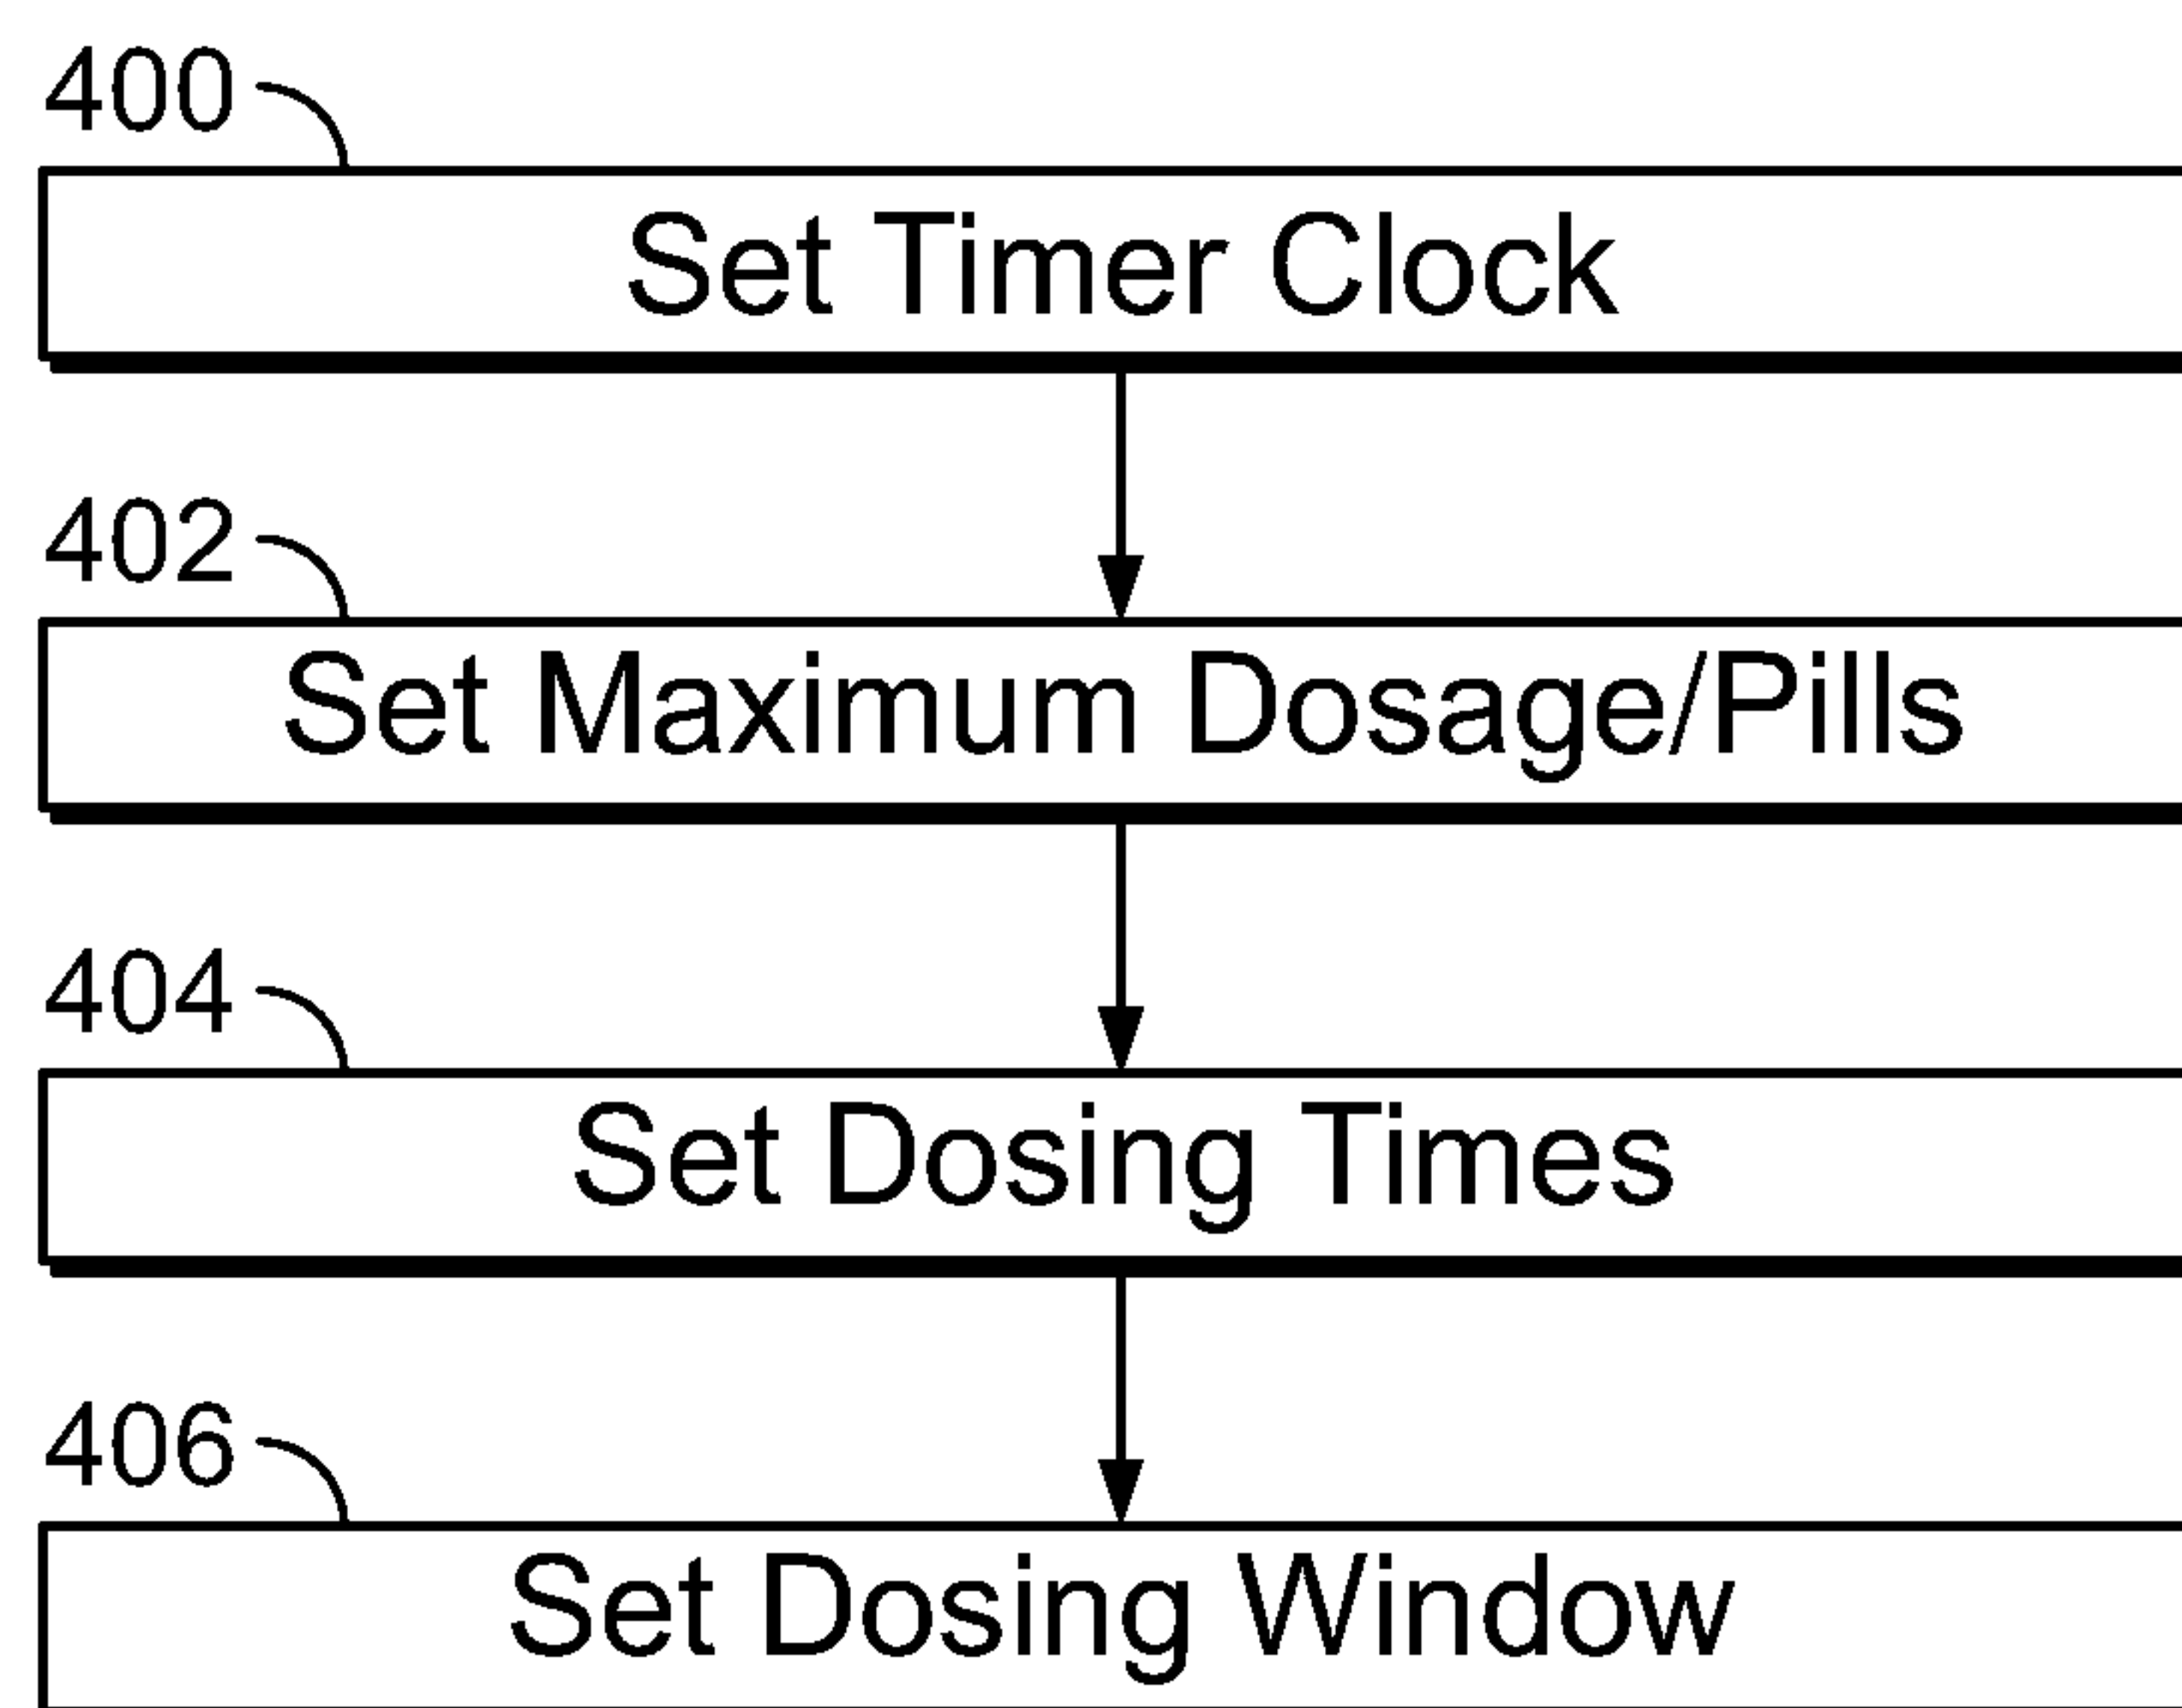 400
Set Timer Clock
402
Set Maximum Dosage/Pills
404
Set Dosing Times
406
Set Dosing Window